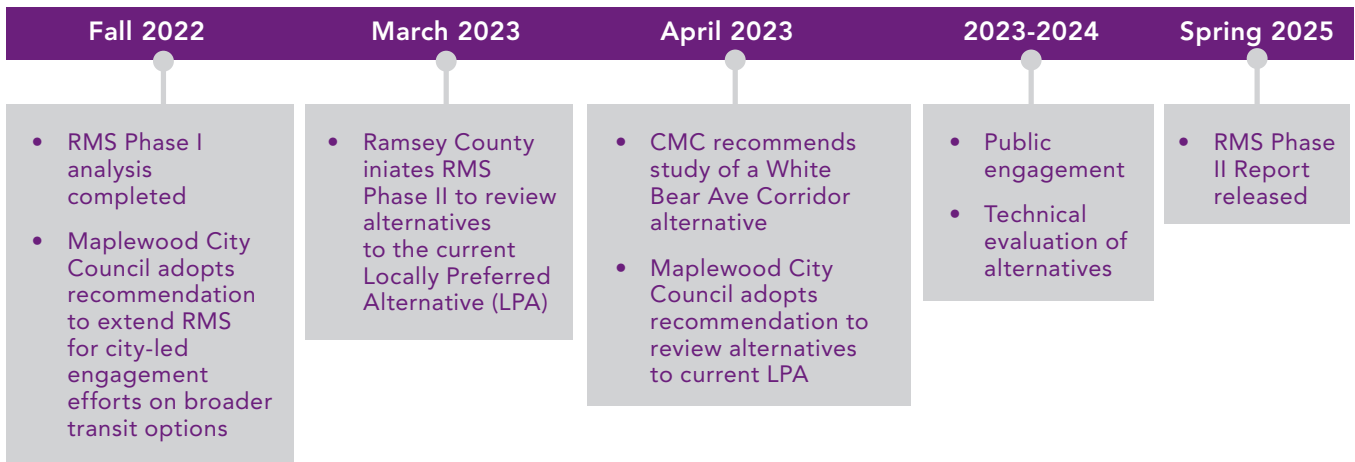 Fall 2022
March 2023
April 2023
2023-2024
Spring 2025
• RMS Phase I
analysis
completed
• Maplewood City
Council adopts
recommendation
to extend RMS
for city-led
engagement
efforts on broader
transit options
• Ramsey County
iniates RMS
Phase II to review
alternatives
to the current
Locally Preferred
Alternative (LPA)
• CMC recommends
study of a White
Bear Ave Corridor
alternative
• Maplewood City
Council adopts
recommendation to
review alternatives
to current LPA
• Public
engagement
• Technical
evaluation of
alternatives
• RMS Phase
II Report
released